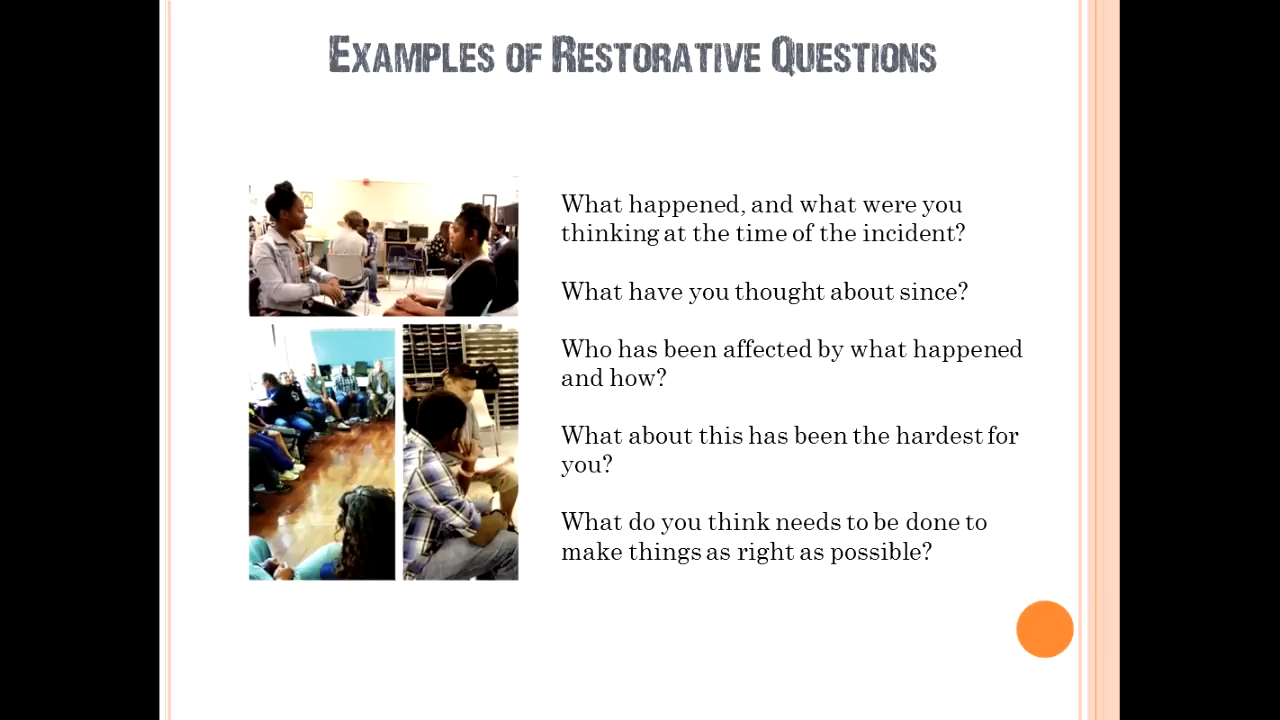 Examples of Restorative Questions
What happened, and what were you
thinking at the time of the incident?
What have you thought about since?
Who has been affected by what happened
and how?
What about this has been the hardest for
you?
What do you think needs to be done to
make things as right as possible?